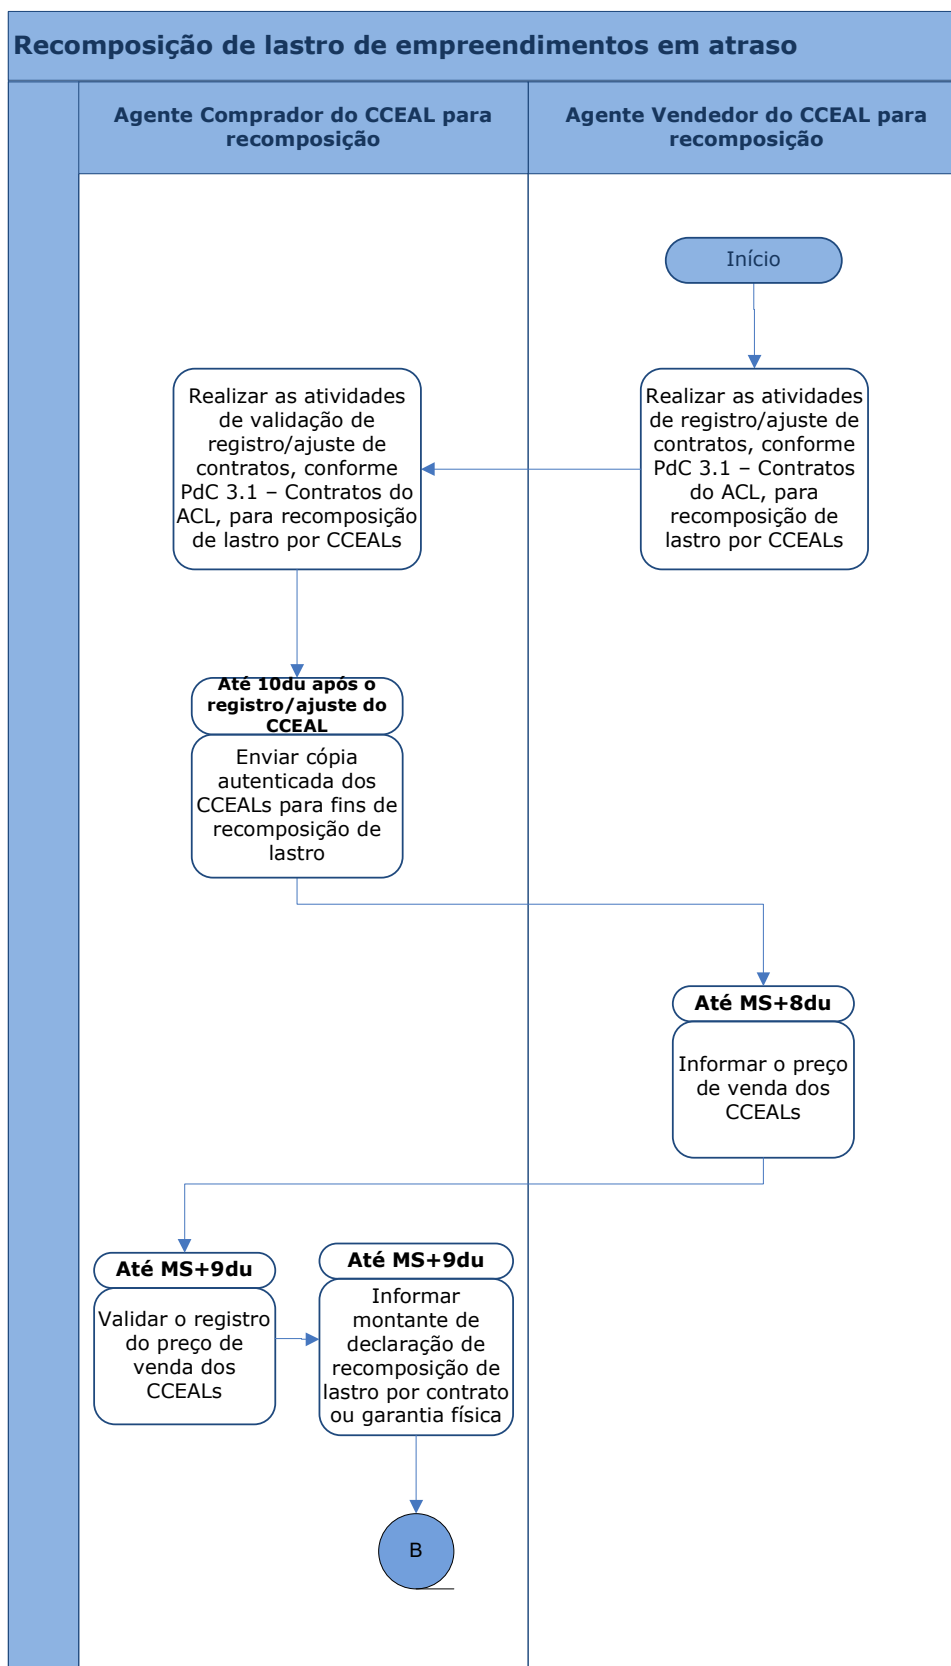 Recomposição de lastro de empreendimentos em atraso
Agente Comprador do CCEAL para
recomposição
Agente Vendedor do CCEAL para
recomposição
Início
Realizar as atividades
de registro/ajuste de
contratos, conforme
PdC 3.1 – Contratos
do ACL, para
recomposição de
lastro por CCEALs
Realizar as atividades
de validação de
registro/ajuste de
contratos, conforme
PdC 3.1 – Contratos do
ACL, para recomposição
de lastro por CCEALs
Até 10du após o
registro/ajuste do
CCEAL
Enviar cópia
autenticada dos
CCEALs para fins de
recomposição de
lastro
Até MS+8du
Informar o preço
de venda dos
CCEALs
Até MS+9du
Validar o registro
do preço de
venda dos
CCEALs
Até MS+9du
Informar
montante de
declaração de
recomposição de
lastro por contrato
ou garantia física
B